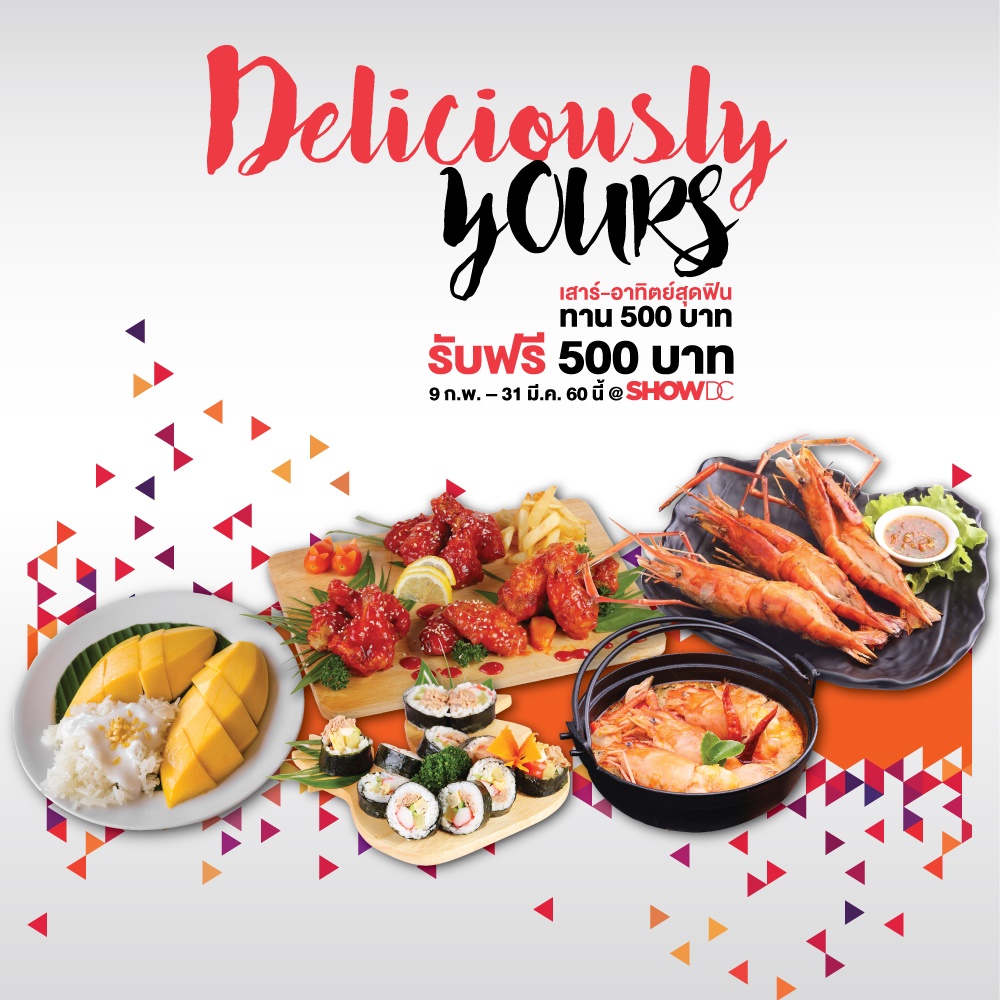 Deliciously
yOURS
เสาร์-อาทิตย์สุดฟิน
ทาน 500 บาท
รับฟรี 500 บาท
9 ก.พ. – 31 มี.ค. 60 นี้ @ SHOWDC